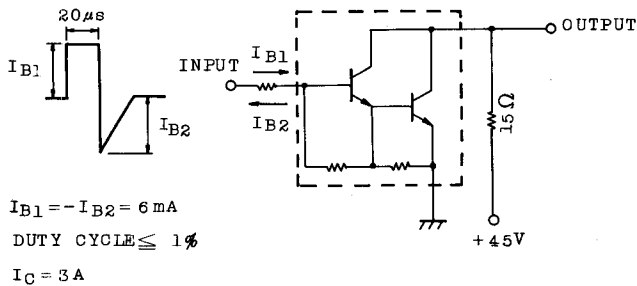 20µs
OUTPUT
IB1
INPUT
IB1
IB2
IB2
15Ω
+45V
IB1=-IB2=6mA
DUTY CYCLE≦ 1%
IC=3A